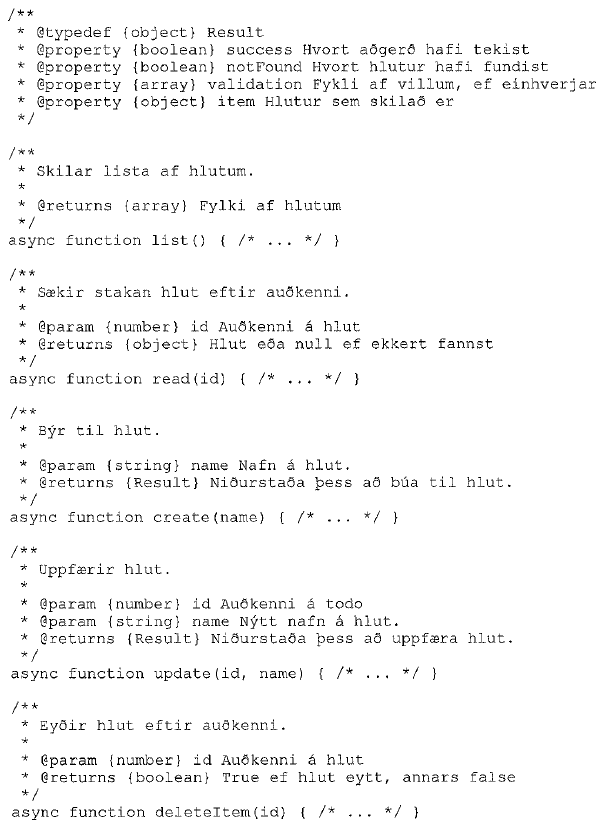 /**
 * @typedef {object} Result
 * @property {boolean} success Hvort aðgerð hafi tekist
 * @property {boolean} notFound Hvort hlutur hafi fundist
 * @property {array} validation Fykli af villum, ef einhverjar
 * @property {object} item Hlutur sem skilað er
 */

/**
 * Skilar lista af hlutum.
 *
 * @returns {array} Fylki af hlutum
 */
async function list() { /* ... */ }

/**
 * Sækir stakan hlut eftir auðkenni.
 *
 * @param {number} id Auðkenni á hlut
 * @returns {object} Hlut eða null ef ekkert fannst
 */
async function read(id) { /* ... */ }

/**
 * Býr til hlut.
 *
 * @param {string} name Nafn á hlut.
 * @returns {Result} Niðurstaða þess að búa til hlut.
 */
async function create(name) { /* ... */ }

/**
 * Uppfærir hlut.
 *
 * @param {number} id Auðkenni á todo
 * @param {string} name Nýtt nafn á hlut.
 * @returns {Result} Niðurstaða þess að uppfæra hlut.
 */
async function update(id, name) { /* ... */ }

/**
 * Eyðir hlut eftir auðkenni.
 *
 * @param {number} id Auðkenni á hlut
 * @returns {boolean} True ef hlut eytt, annars false
 */
async function deleteItem(id) { /* ... */ }